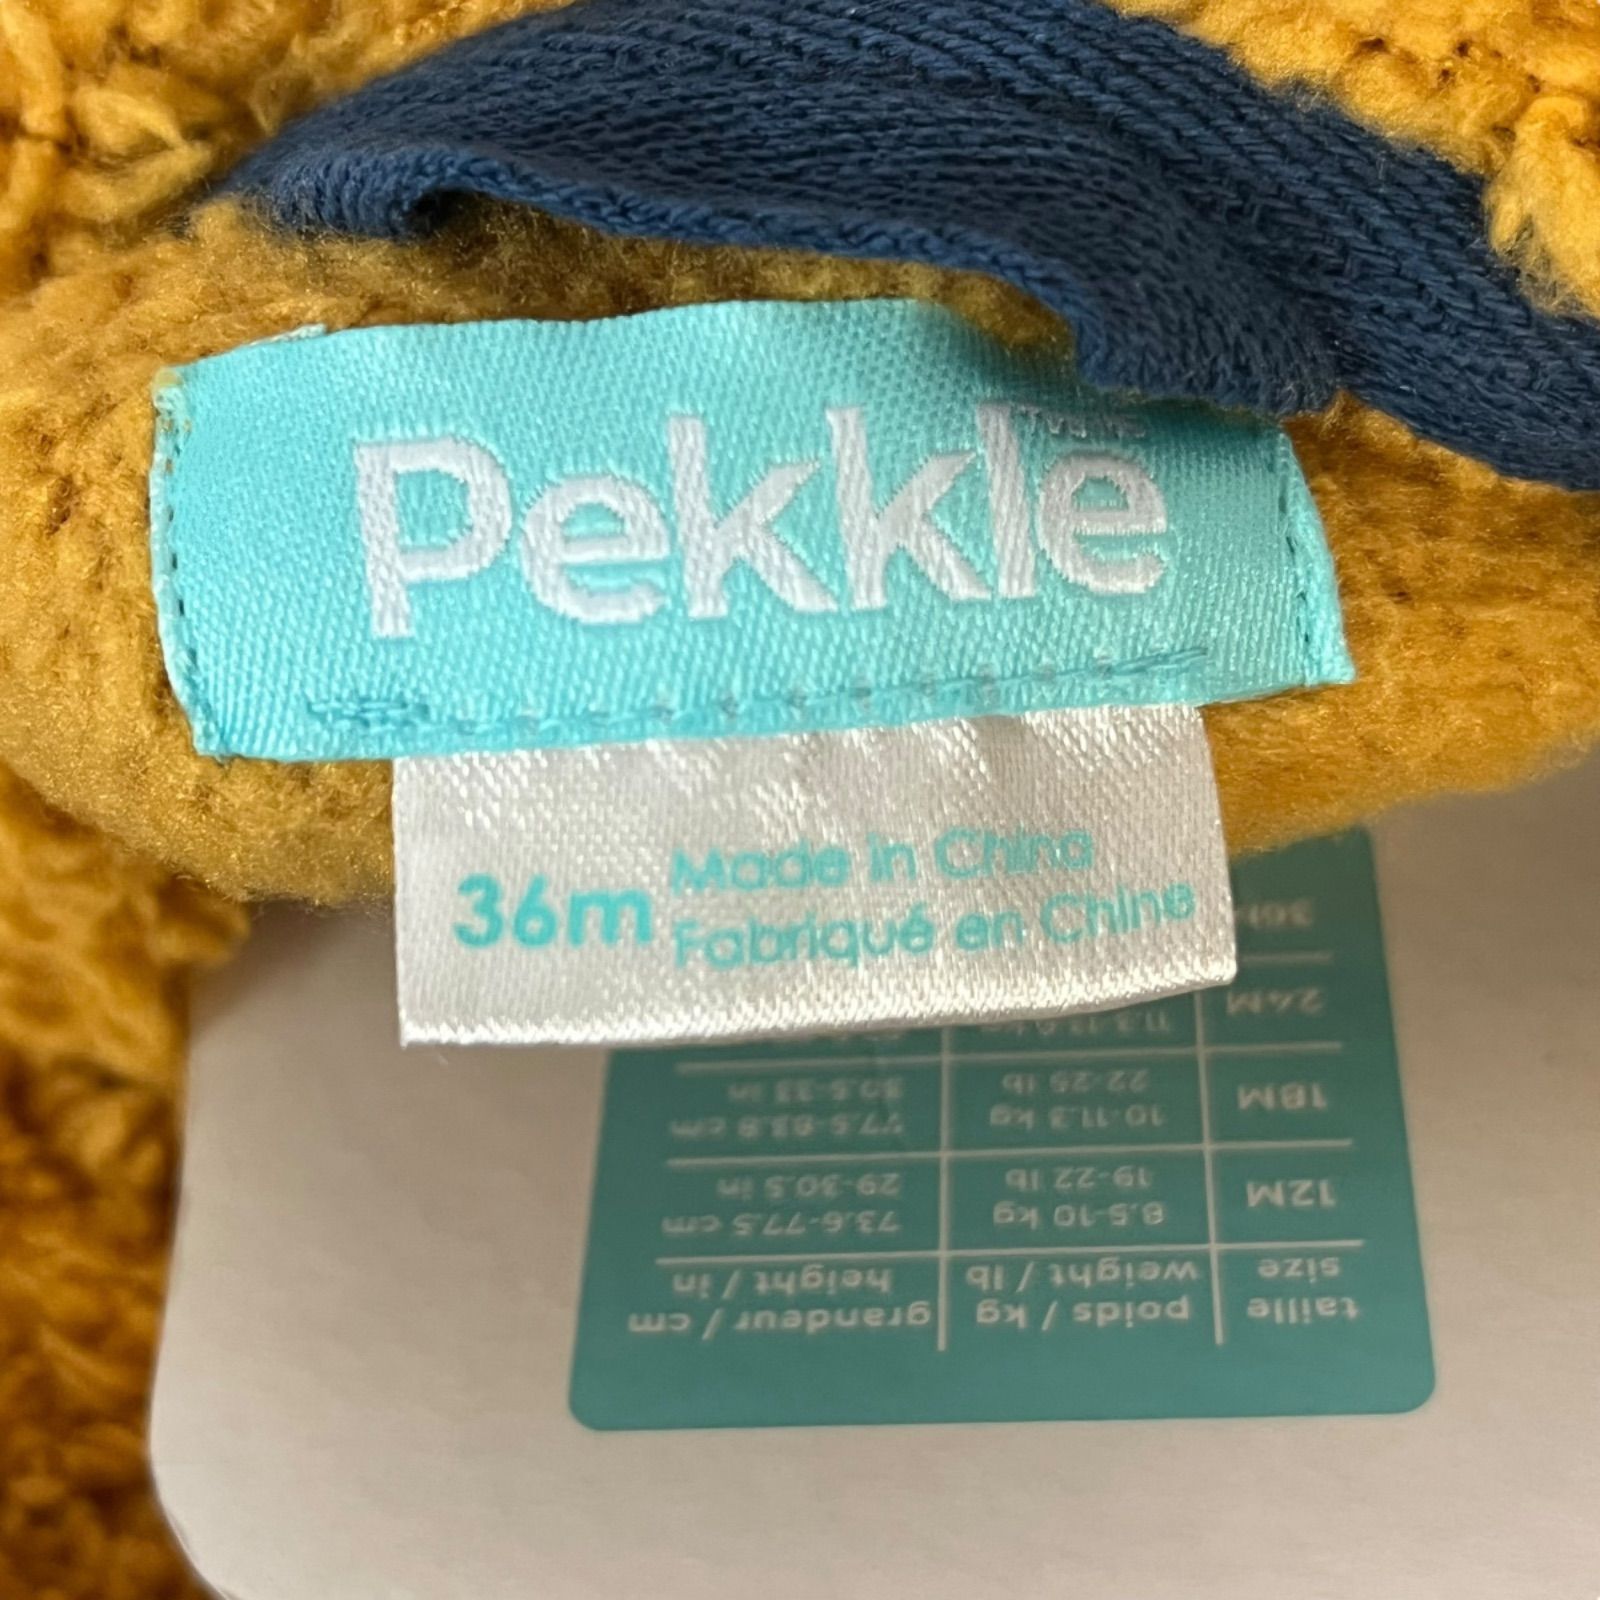 Pekkle
36m
Made in China
Fabriqué en Chine
36M
24M
18M
10-11.3 kg
22-25 lb
77.5-83.8 cm
30.5-33 in
12M
8.5-10 kg
19-22 lb
73.6-77.5 cm
29-30.5 in
taille
size
poids / kg
weight / lb
grandeur / cm
height / in